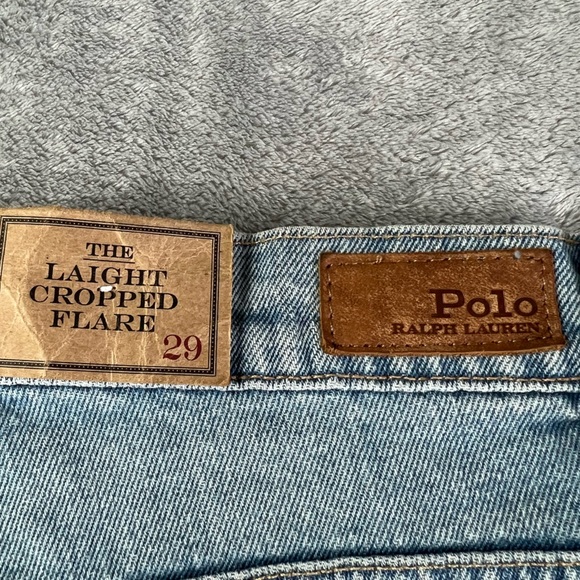 THE
LAIGHT
CROPPED
FLARE
29
Polo
RALPH LAUREN